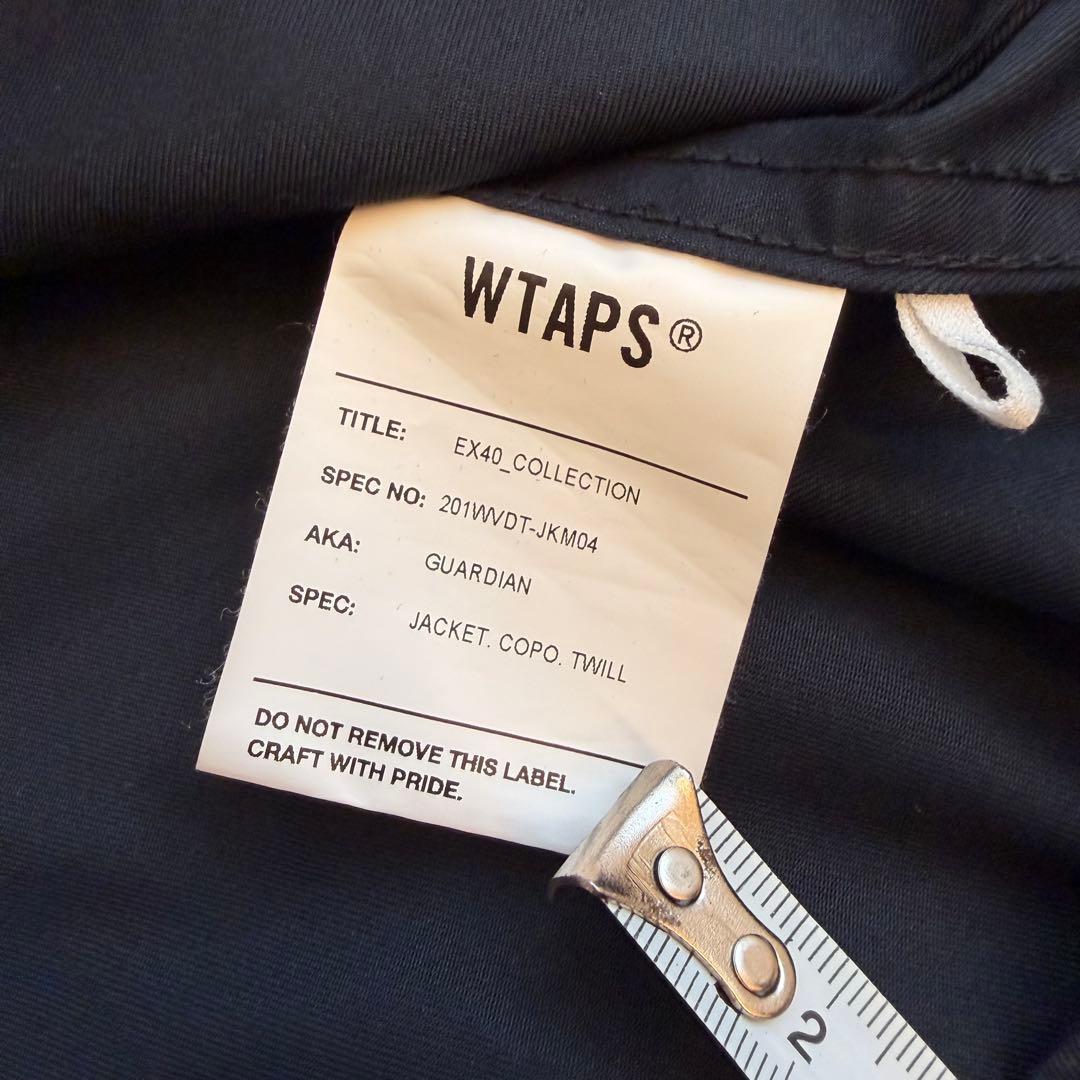 WTAPS®
TITLE: EX40_COLLECTION
SPEC NO: 201WVDT-JKM04
AKA: GUARDIAN
SPEC: JACKET. COPO. TWILL
DO NOT REMOVE THIS LABEL.
CRAFT WITH PRIDE.
2